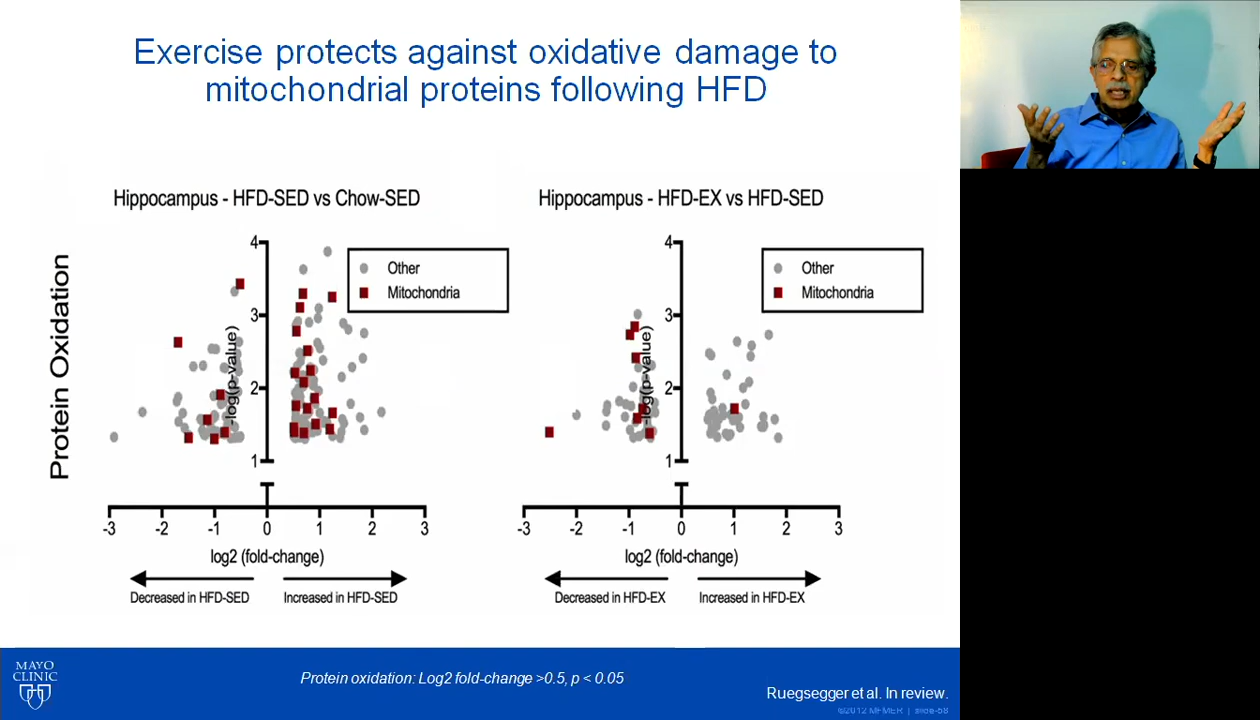 Exercise protects against oxidative damage to
mitochondrial proteins following HFD
Protein Oxidation
Hippocampus - HFD-SED vs Chow-SED
4
3
2
1
-log(p-value)
Other
Mitochondria
-3 -2 -1 0 1 2 3
log2 (fold-change)
Decreased in HFD-SED Increased in HFD-SED
Hippocampus - HFD-EX vs HFD-SED
4
3
2
1
-log(p-value)
Other
Mitochondria
-3 -2 -1 0 1 2 3
log2 (fold-change)
Decreased in HFD-EX Increased in HFD-EX
MAYO
CLINIC
Protein oxidation: Log2 fold-change >0.5, p < 0.05
Ruegsegger et al. In review.
©2012 MFMER | slide-58